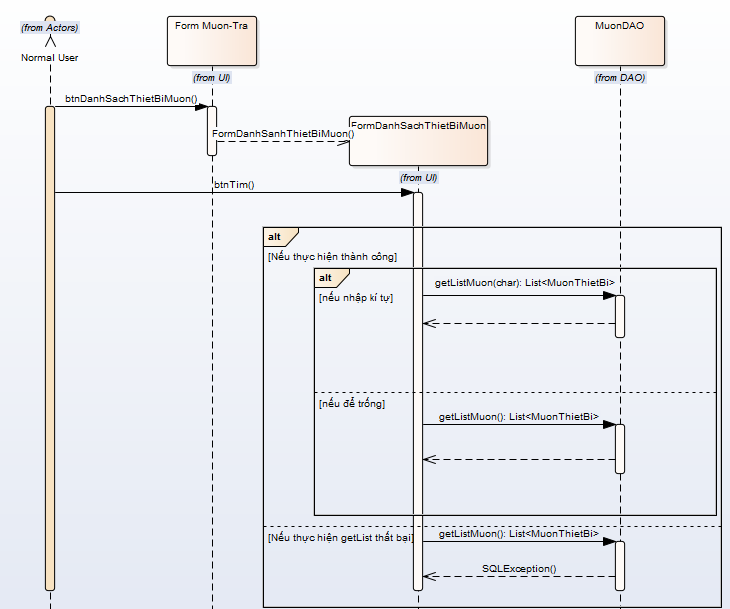 (from Actors)
Normal User
Form Muon-Tra
(from UI)
MuonDAO
(from DAO)
btnDanhSachThietBiMuon()
FormDanhSanhThietBiMuon()
FormDanhSachThietBiMuon
(from UI)
btnTim()
alt
[Nếu thực hiện thành công]
alt
[nếu nhập kí tự]
getListMuon(char): List<MuonThietBi>
[nếu để trống]
getListMuon(): List<MuonThietBi>
[Nếu thực hiện getList thất bại]
getListMuon(): List<MuonThietBi>
SQLException()